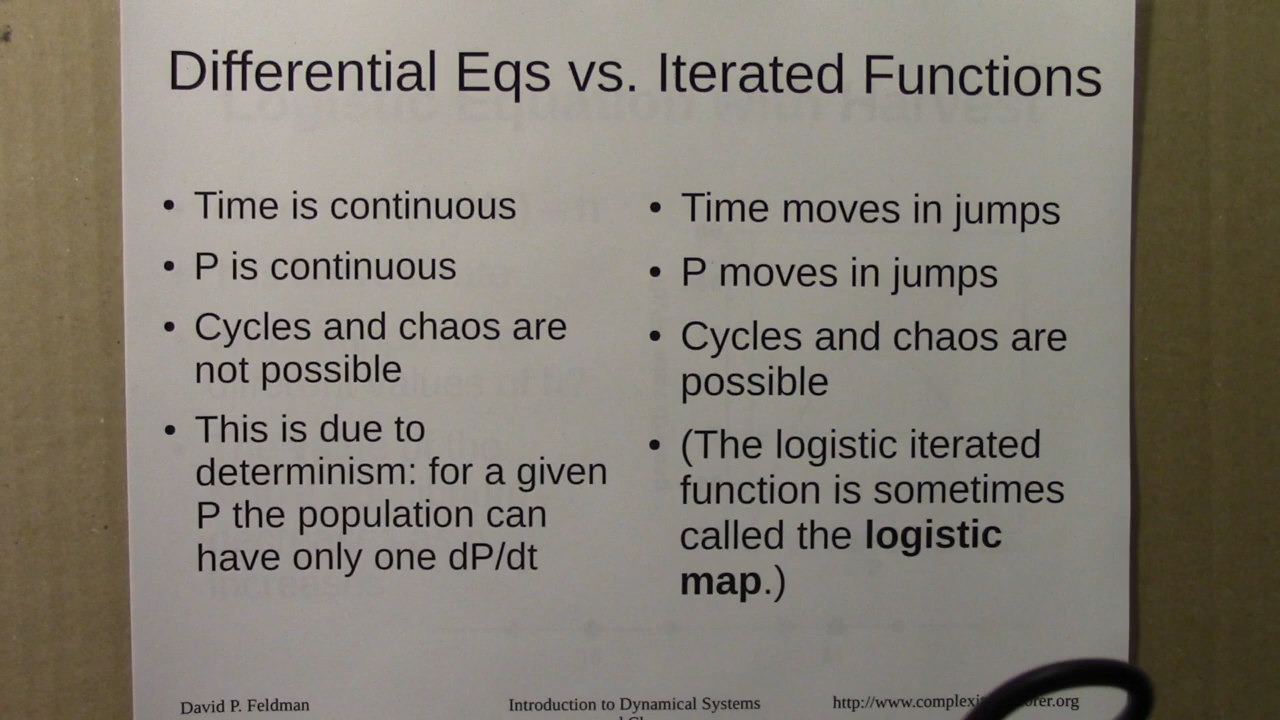 Differential Eqs vs. Iterated Functions
• Time is continuous
• P is continuous
• Cycles and chaos are
not possible
• This is due to
determinism: for a given
P the population can
have only one dP/dt
• Time moves in jumps
• P moves in jumps
• Cycles and chaos are
possible
• (The logistic iterated
function is sometimes
called the logistic
map.)
David P. Feldman
Introduction to Dynamical Systems